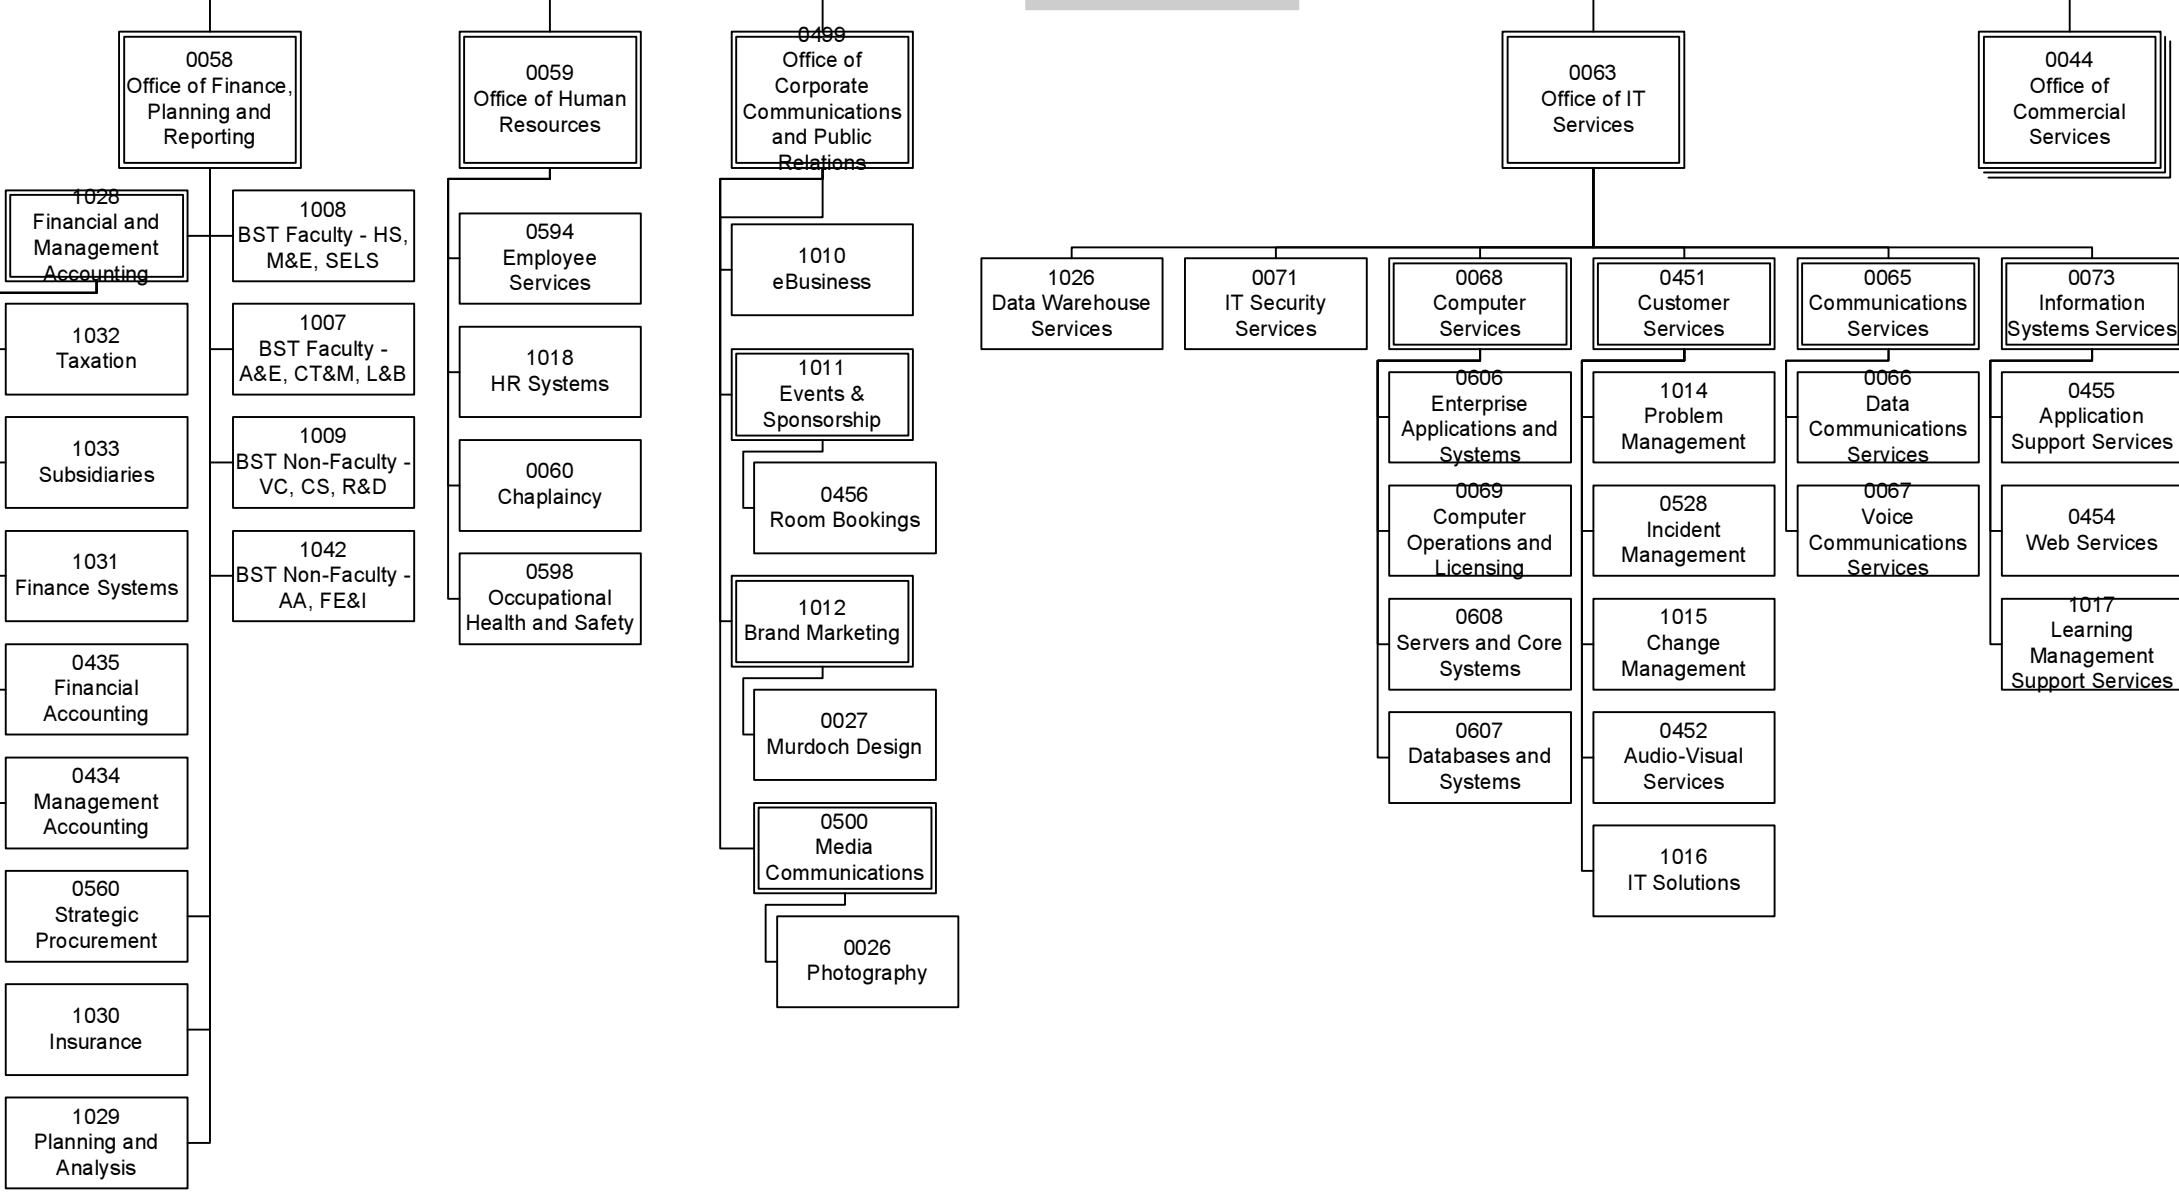 0058
Office of Finance,
Planning and
Reporting
1028
Financial and
Management
Accounting
1032
Taxation
1033
Subsidiaries
1031
Finance Systems
0435
Financial
Accounting
0434
Management
Accounting
0560
Strategic
Procurement
1030
Insurance
1029
Planning and
Analysis
1008
BST Faculty - HS,
M&E, SELS
1007
BST Faculty -
A&E, CT&M, L&B
1009
BST Non-Faculty -
VC, CS, R&D
1042
BST Non-Faculty -
AA, FE&I
0059
Office of Human
Resources
0594
Employee
Services
1018
HR Systems
0060
Chaplaincy
0598
Occupational
Health and Safety
0499
Office of
Corporate
Communications
and Public
Relations
1010
eBusiness
1011
Events &
Sponsorship
0456
Room Bookings
1012
Brand Marketing
0027
Murdoch Design
0500
Media
Communications
0026
Photography
0063
Office of IT
Services
1026
Data Warehouse
Services
0071
IT Security
Services
0068
Computer
Services
0606
Enterprise
Applications and
Systems
0069
Computer
Operations and
Licensing
0608
Servers and Core
Systems
0607
Databases and
Systems
0451
Customer
Services
1014
Problem
Management
0528
Incident
Management
1015
Change
Management
0452
Audio-Visual
Services
1016
IT Solutions
0065
Communications
Services
0066
Data
Communications
Services
0067
Voice
Communications
Services
0073
Information
Systems Services
0455
Application
Support Services
0454
Web Services
1017
Learning
Management
Support Services
0044
Office of
Commercial
Services